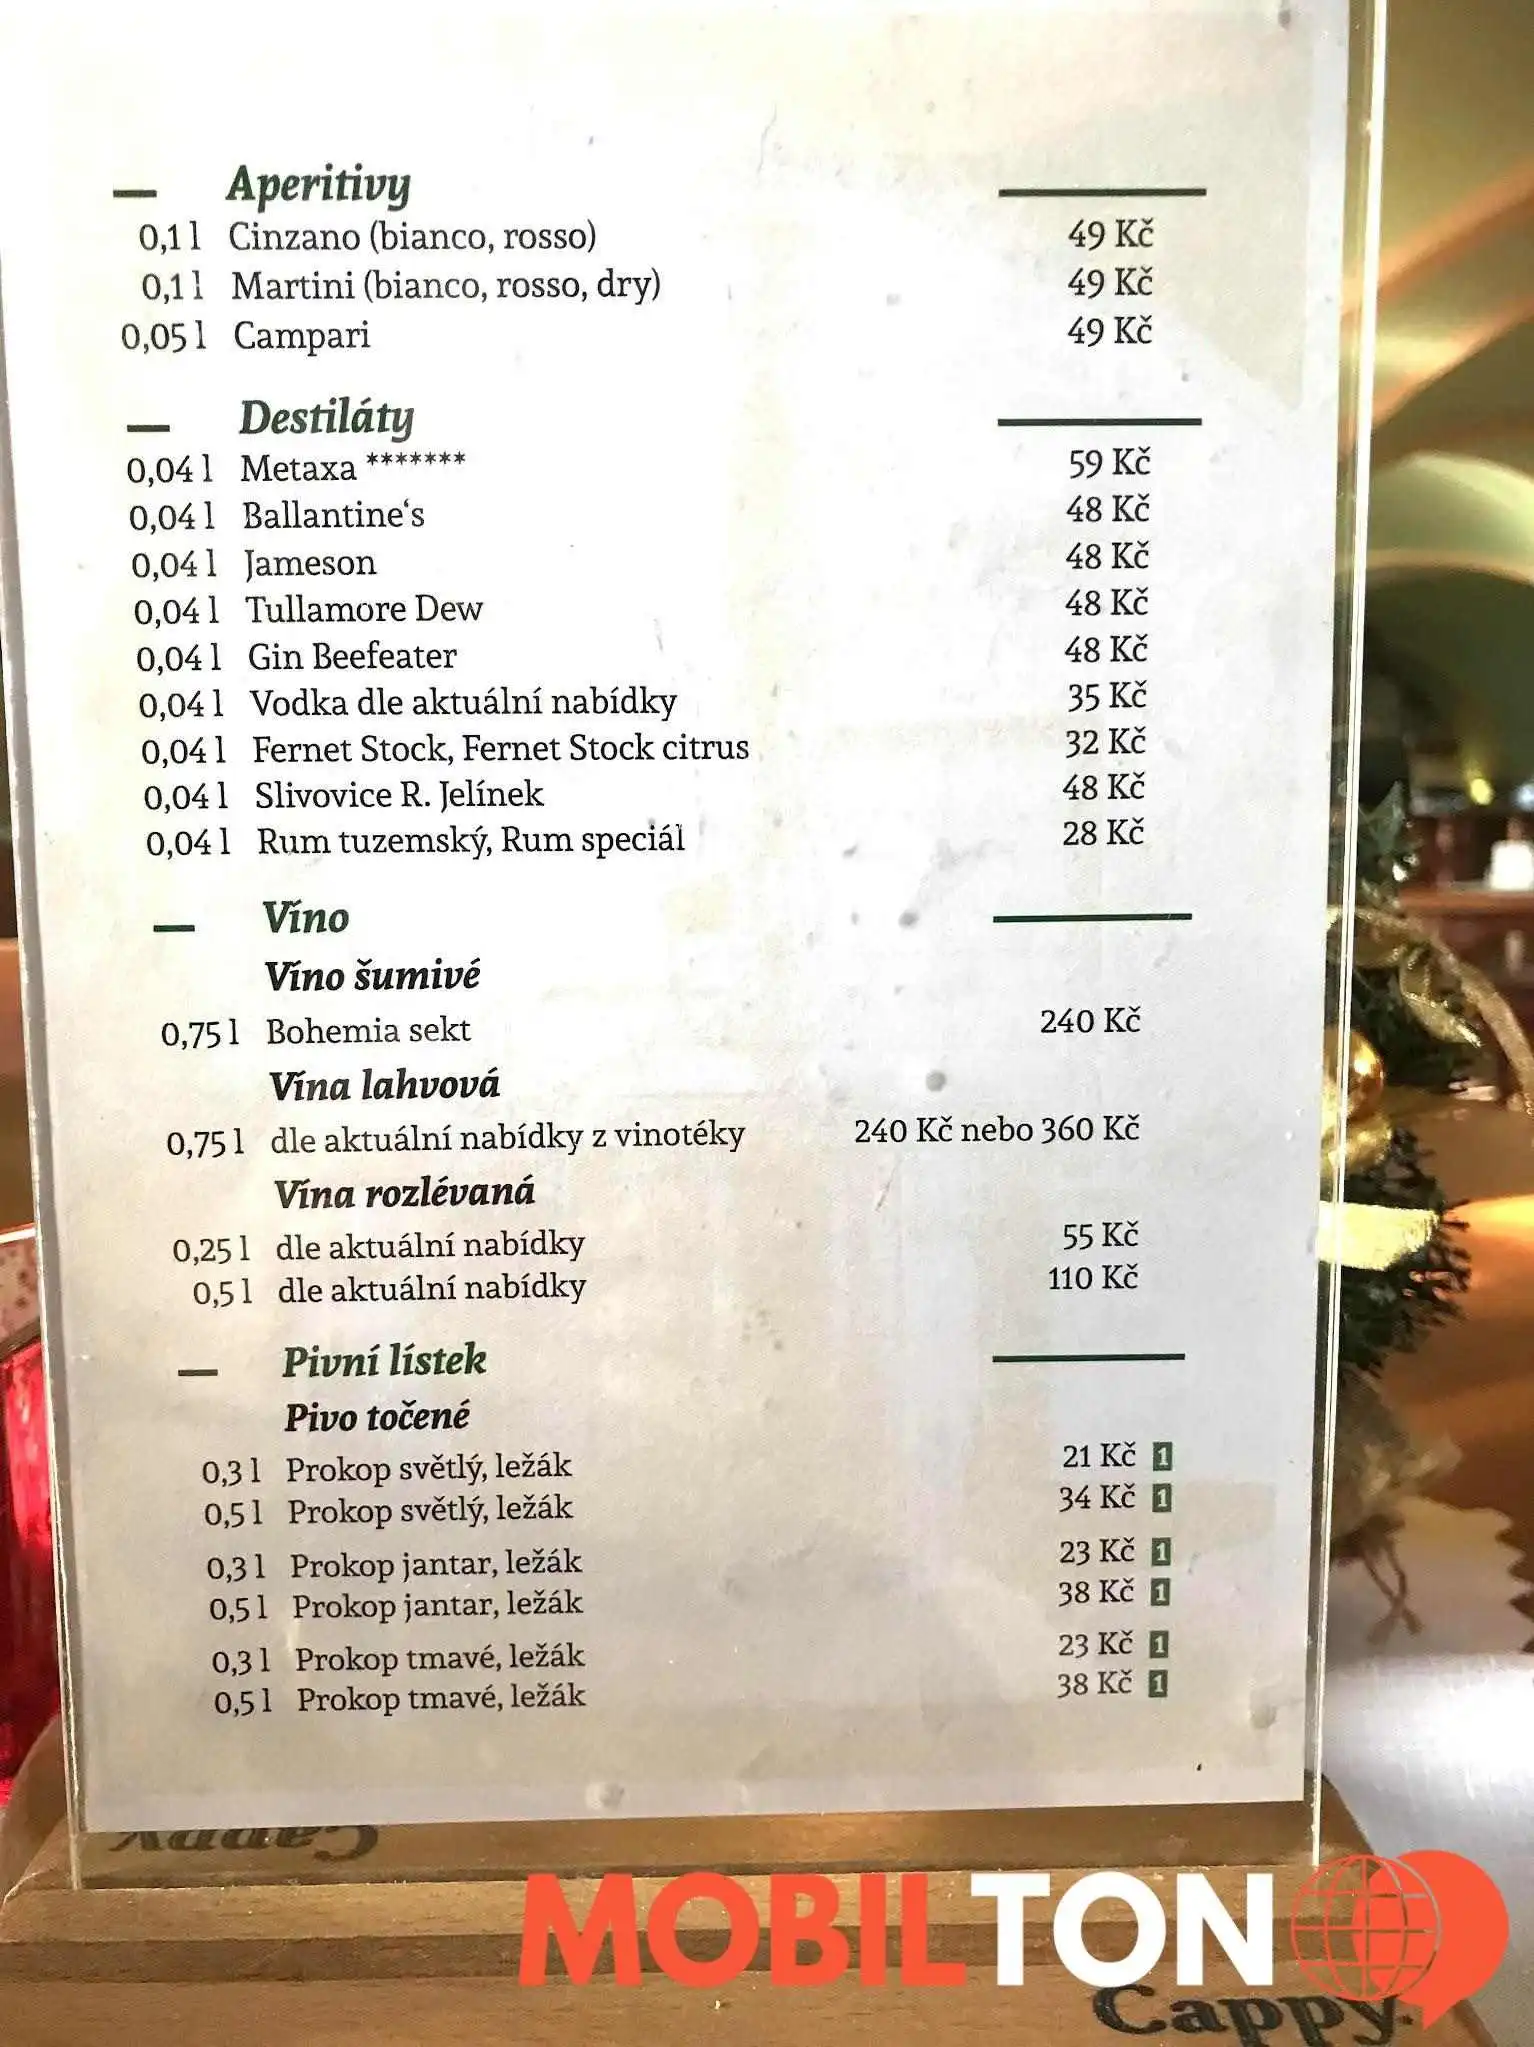 Aperitivy
0,1 l Cinzano (bianco, rosso) 49 Kč
0,1 l Martini (bianco, rosso, dry) 49 Kč
0,05 l Campari 49 Kč
Destiláty
0,04 l Metaxa ******* 59 Kč
0,04 l Ballantine‘s 48 Kč
0,04 l Jameson 48 Kč
0,04 l Tullamore Dew 48 Kč
0,04 l Gin Beefeater 48 Kč
0,04 l Vodka dle aktuální nabídky 35 Kč
0,04 l Fernet Stock, Fernet Stock citrus 32 Kč
0,04 l Slivovice R. Jelínek 48 Kč
0,04 l Rum tuzemský, Rum speciál 28 Kč
Víno
Víno šumivé
0,75 l Bohemia sekt 240 Kč
Vína lahvová
0,75 l dle aktuální nabídky z vinotéky 240 Kč nebo 360 Kč
Vína rozlévaná
0,25 l dle aktuální nabídky 55 Kč
0,5 l dle aktuální nabídky 110 Kč
Pivní lístek
Pivo točené
0,3 l Prokop světlý, ležák 21 Kč 1
0,5 l Prokop světlý, ležák 34 Kč 1
0,3 l Prokop jantar, ležák 23 Kč 1
0,5 l Prokop jantar, ležák 38 Kč 1
0,3 l Prokop tmavé, ležák 23 Kč 1
0,5 l Prokop tmavé, ležák 38 Kč 1
Cappy
MOBILTON
Cappy.